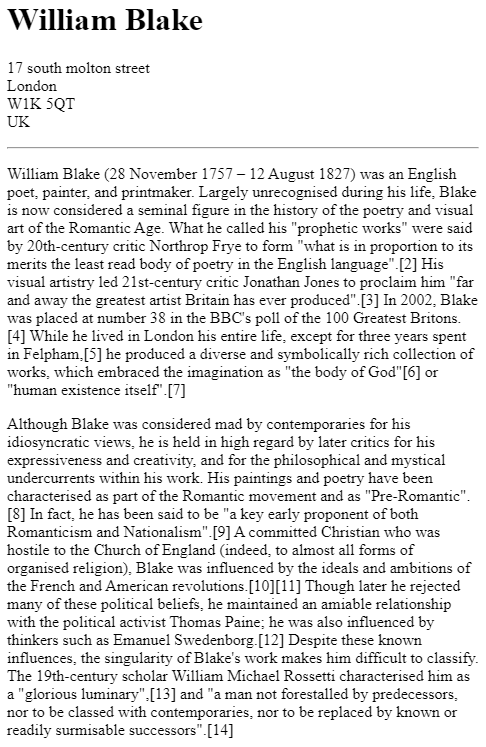 William Blake
17 south molton street
London
W1K 5QT
UK
William Blake (28 November 1757 – 12 August 1827) was an English
poet, painter, and printmaker. Largely unrecognised during his life, Blake
is now considered a seminal figure in the history of the poetry and visual
art of the Romantic Age. What he called his "prophetic works" were said
by 20th-century critic Northrop Frye to form "what is in proportion to its
merits the least read body of poetry in the English language".[2] His
visual artistry led 21st-century critic Jonathan Jones to proclaim him "far
and away the greatest artist Britain has ever produced".[3] In 2002, Blake
was placed at number 38 in the BBC's poll of the 100 Greatest Britons.
[4] While he lived in London his entire life, except for three years spent
in Felpham,[5] he produced a diverse and symbolically rich collection of
works, which embraced the imagination as "the body of God"[6] or
"human existence itself".[7]
Although Blake was considered mad by contemporaries for his
idiosyncratic views, he is held in high regard by later critics for his
expressiveness and creativity, and for the philosophical and mystical
undercurrents within his work. His paintings and poetry have been
characterised as part of the Romantic movement and as "Pre-Romantic".
[8] In fact, he has been said to be "a key early proponent of both
Romanticism and Nationalism".[9] A committed Christian who was
hostile to the Church of England (indeed, to almost all forms of
organised religion), Blake was influenced by the ideals and ambitions of
the French and American revolutions.[10][11] Though later he rejected
many of these political beliefs, he maintained an amiable relationship
with the political activist Thomas Paine; he was also influenced by
thinkers such as Emanuel Swedenborg.[12] Despite these known
influences, the singularity of Blake's work makes him difficult to classify.
The 19th-century scholar William Michael Rossetti characterised him as
a "glorious luminary",[13] and "a man not forestalled by predecessors,
nor to be classed with contemporaries, nor to be replaced by known or
readily surmisable successors".[14]